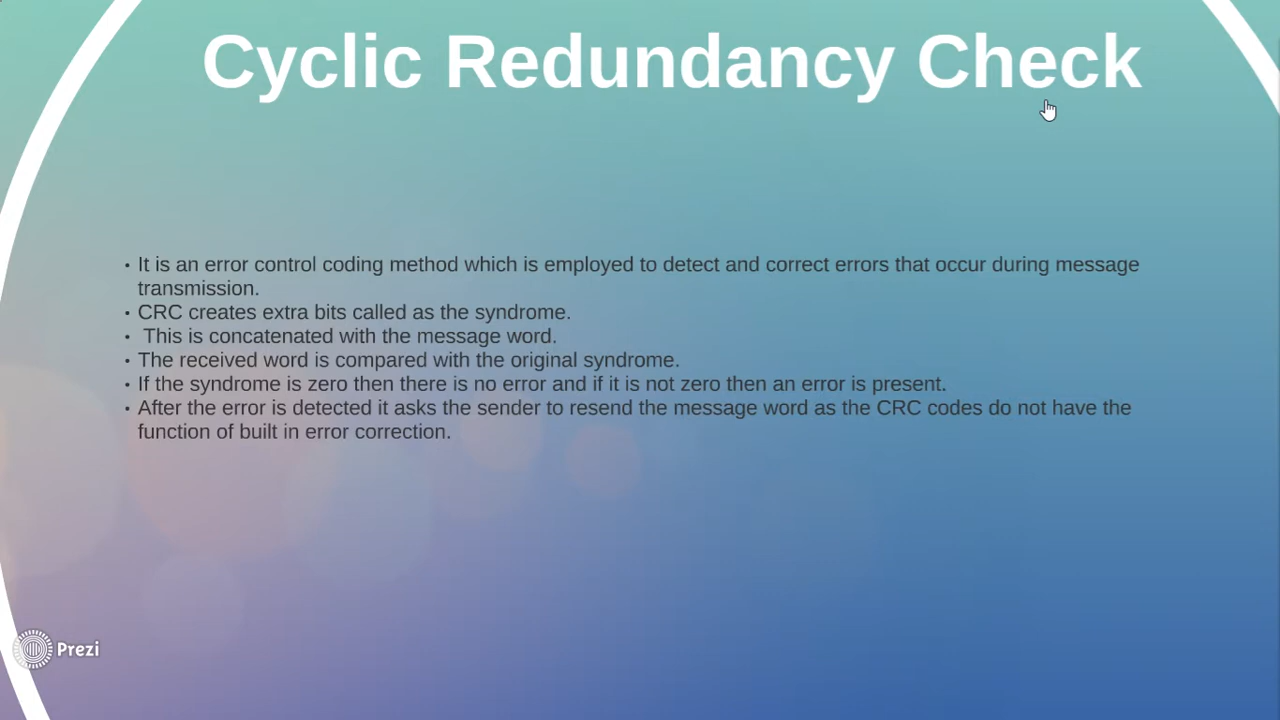 Cyclic Redundancy Check
• It is an error control coding method which is employed to detect and correct errors that occur during message
transmission.
• CRC creates extra bits called as the syndrome.
• This is concatenated with the message word.
• The received word is compared with the original syndrome.
• If the syndrome is zero then there is no error and if it is not zero then an error is present.
• After the error is detected it asks the sender to resend the message word as the CRC codes do not have the
function of built in error correction.
Prezi